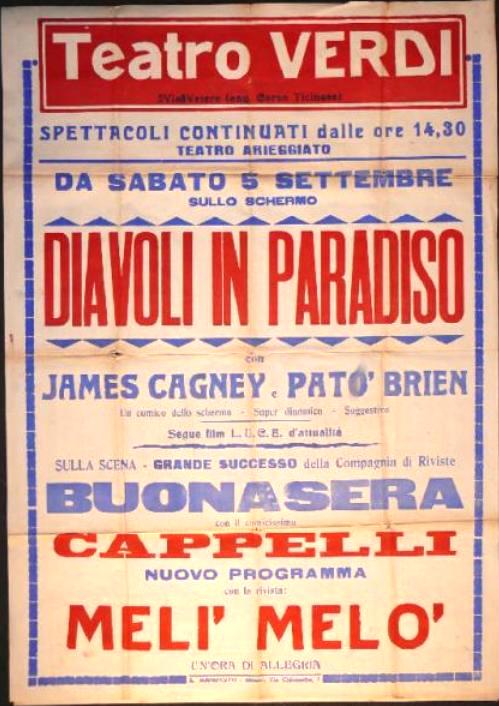 Teatro VERDI
SPETTACOLI CONTINUATI dalle ore 14,30
TEATRO ARIEGGIATO
DA SABATO 5 SETTEMBRE
SULLO SCHERMO
DIAVOLI IN PARADISO
con
JAMES CAGNEY e PATO' BRIEN
Un comico dello schermo - Super dinamico - Suggestivo
Segue film L. U. C. E. d'attualità
SULLA SCENA - GRANDE SUCCESSO della Compagnia di Riviste
BUONASERA
con il comicissimo
CAPPELLI
NUOVO PROGRAMMA
con la rivista:
MELI' MELO'
UN'ORA DI ALLEGRIA